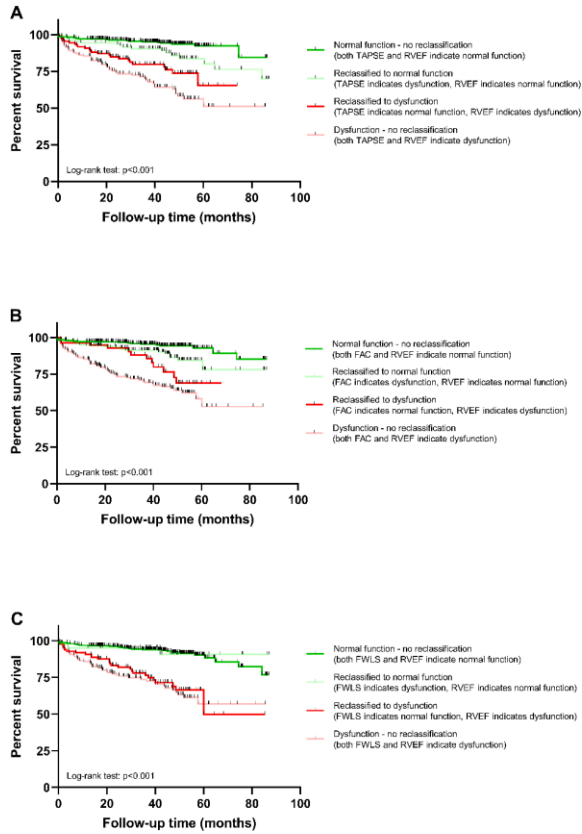 A
Percent survival
100
75
50
25
0
Log-rank test: p<0.001
0 20 40 60 80 100
Follow-up time (months)
Normal function - no reclassification
(both TAPSE and RVEF indicate normal function)
Reclassified to normal function
(TAPSE indicates dysfunction, RVEF indicates normal function)
Reclassified to dysfunction
(TAPSE indicates normal function, RVEF indicates dysfunction)
Dysfunction - no reclassification
(both TAPSE and RVEF indicate dysfunction)
B
Percent survival
100
75
50
25
0
Log-rank test: p<0.001
0 20 40 60 80 100
Follow-up time (months)
Normal function - no reclassification
(both FAC and RVEF indicate normal function)
Reclassified to normal function
(FAC indicates dysfunction, RVEF indicates normal function)
Reclassified to dysfunction
(FAC indicates normal function, RVEF indicates dysfunction)
Dysfunction - no reclassification
(both FAC and RVEF indicate dysfunction)
C
Percent survival
100
75
50
25
0
Log-rank test: p<0.001
0 20 40 60 80 100
Follow-up time (months)
Normal function - no reclassification
(both FWLS and RVEF indicate normal function)
Reclassified to normal function
(FWLS indicates dysfunction, RVEF indicates normal function)
Reclassified to dysfunction
(FWLS indicates normal function, RVEF indicates dysfunction)
Dysfunction - no reclassification
(both FWLS and RVEF indicate dysfunction)